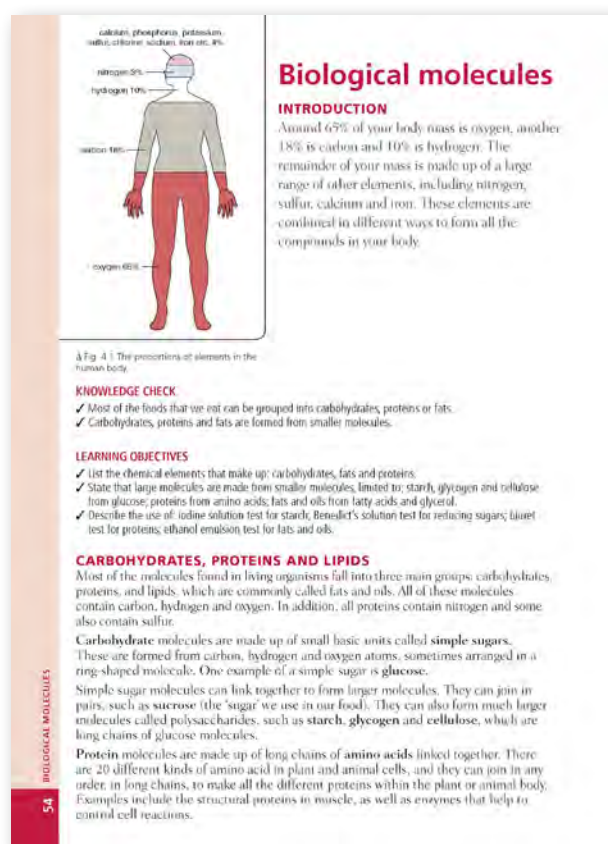 calcium, phosphorus, potassium,
sulfur, chlorine, sodium, iron etc. 4%
nitrogen 3%
hydrogen 10%
carbon 18%
oxygen 65%
Biological molecules
INTRODUCTION
Around 65% of your body mass is oxygen, another
18% is carbon and 10% is hydrogen. The
remainder of your mass is made up of a large
range of other elements, including nitrogen,
sulfur, calcium and iron. These elements are
combined in different ways to form all the
compounds in your body.
Δ Fig. 4.1 The proportions of elements in the
human body.
KNOWLEDGE CHECK
✓ Most of the foods that we eat can be grouped into carbohydrates, proteins or fats.
✓ Carbohydrates, proteins and fats are formed from smaller molecules.
LEARNING OBJECTIVES
✓ List the chemical elements that make up: carbohydrates, fats and proteins.
✓ State that large molecules are made from smaller molecules, limited to: starch, glycogen and cellulose
from glucose; proteins from amino acids; fats and oils from fatty acids and glycerol.
✓ Describe the use of: iodine solution test for starch; Benedict's solution test for reducing sugars; biuret
test for proteins; ethanol emulsion test for fats and oils.
CARBOHYDRATES, PROTEINS AND LIPIDS
Most of the molecules found in living organisms fall into three main groups: carbohydrates,
proteins, and lipids, which are commonly called fats and oils. All of these molecules
contain carbon, hydrogen and oxygen. In addition, all proteins contain nitrogen and some
also contain sulfur.
Carbohydrate molecules are made up of small basic units called simple sugars.
These are formed from carbon, hydrogen and oxygen atoms, sometimes arranged in a
ring-shaped molecule. One example of a simple sugar is glucose.
Simple sugar molecules can link together to form larger molecules. They can join in
pairs, such as sucrose (the 'sugar' we use in our food). They can also form much larger
molecules called polysaccharides, such as starch, glycogen and cellulose, which are
long chains of glucose molecules.
Protein molecules are made up of long chains of amino acids linked together. There
are 20 different kinds of amino acid in plant and animal cells, and they can join in any
order, in long chains, to make all the different proteins within the plant or animal body.
Examples include the structural proteins in muscle, as well as enzymes that help to
control cell reactions.
BIOLOGICAL MOLECULES
54